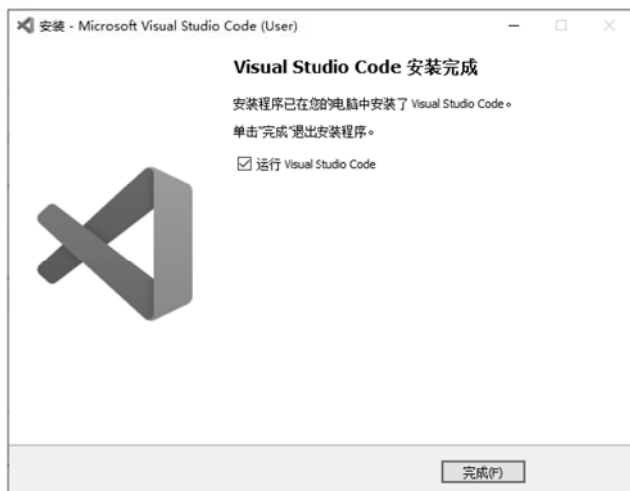 安装 - Microsoft Visual Studio Code (User)
Visual Studio Code 安装完成
安装程序已在您的电脑中安装了 Visual Studio Code。
单击"完成"退出安装程序。
运行 Visual Studio Code
完成(F)